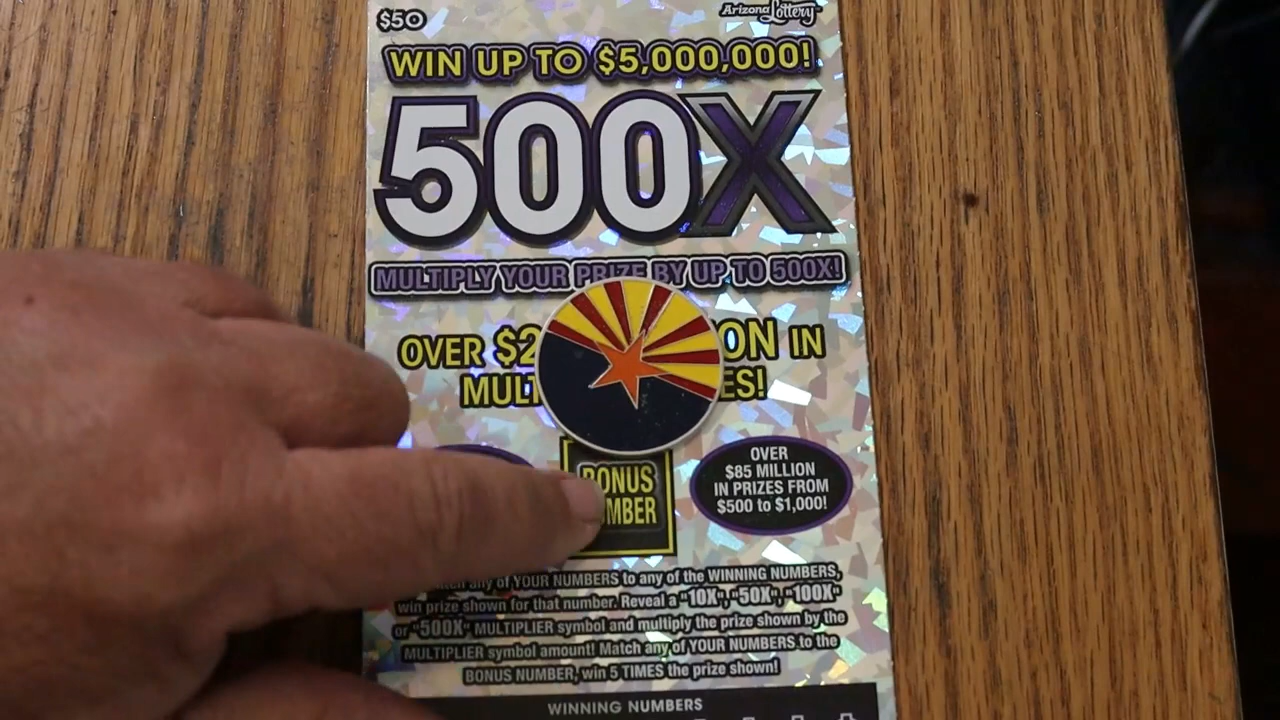 $50
Arizona Lottery
WIN UP TO $5,000,000!
500X
MULTIPLY YOUR PRIZE BY UP TO 500X!
OVER IN
OVER
$85 MILLION
IN PRIZES FROM
$500 to $1,000!
BONUS
NUMBER
any of YOUR NUMBERS to any of the WINNING NUMBERS,
win prize shown for that number. Reveal a "10X", "50X", "100X"
or "500X" MULTIPLIER symbol and multiply the prize shown by the
MULTIPLIER symbol amount! Match any of YOUR NUMBERS to the
BONUS NUMBER, win 5 TIMES the prize shown!
WINNING NUMBERS